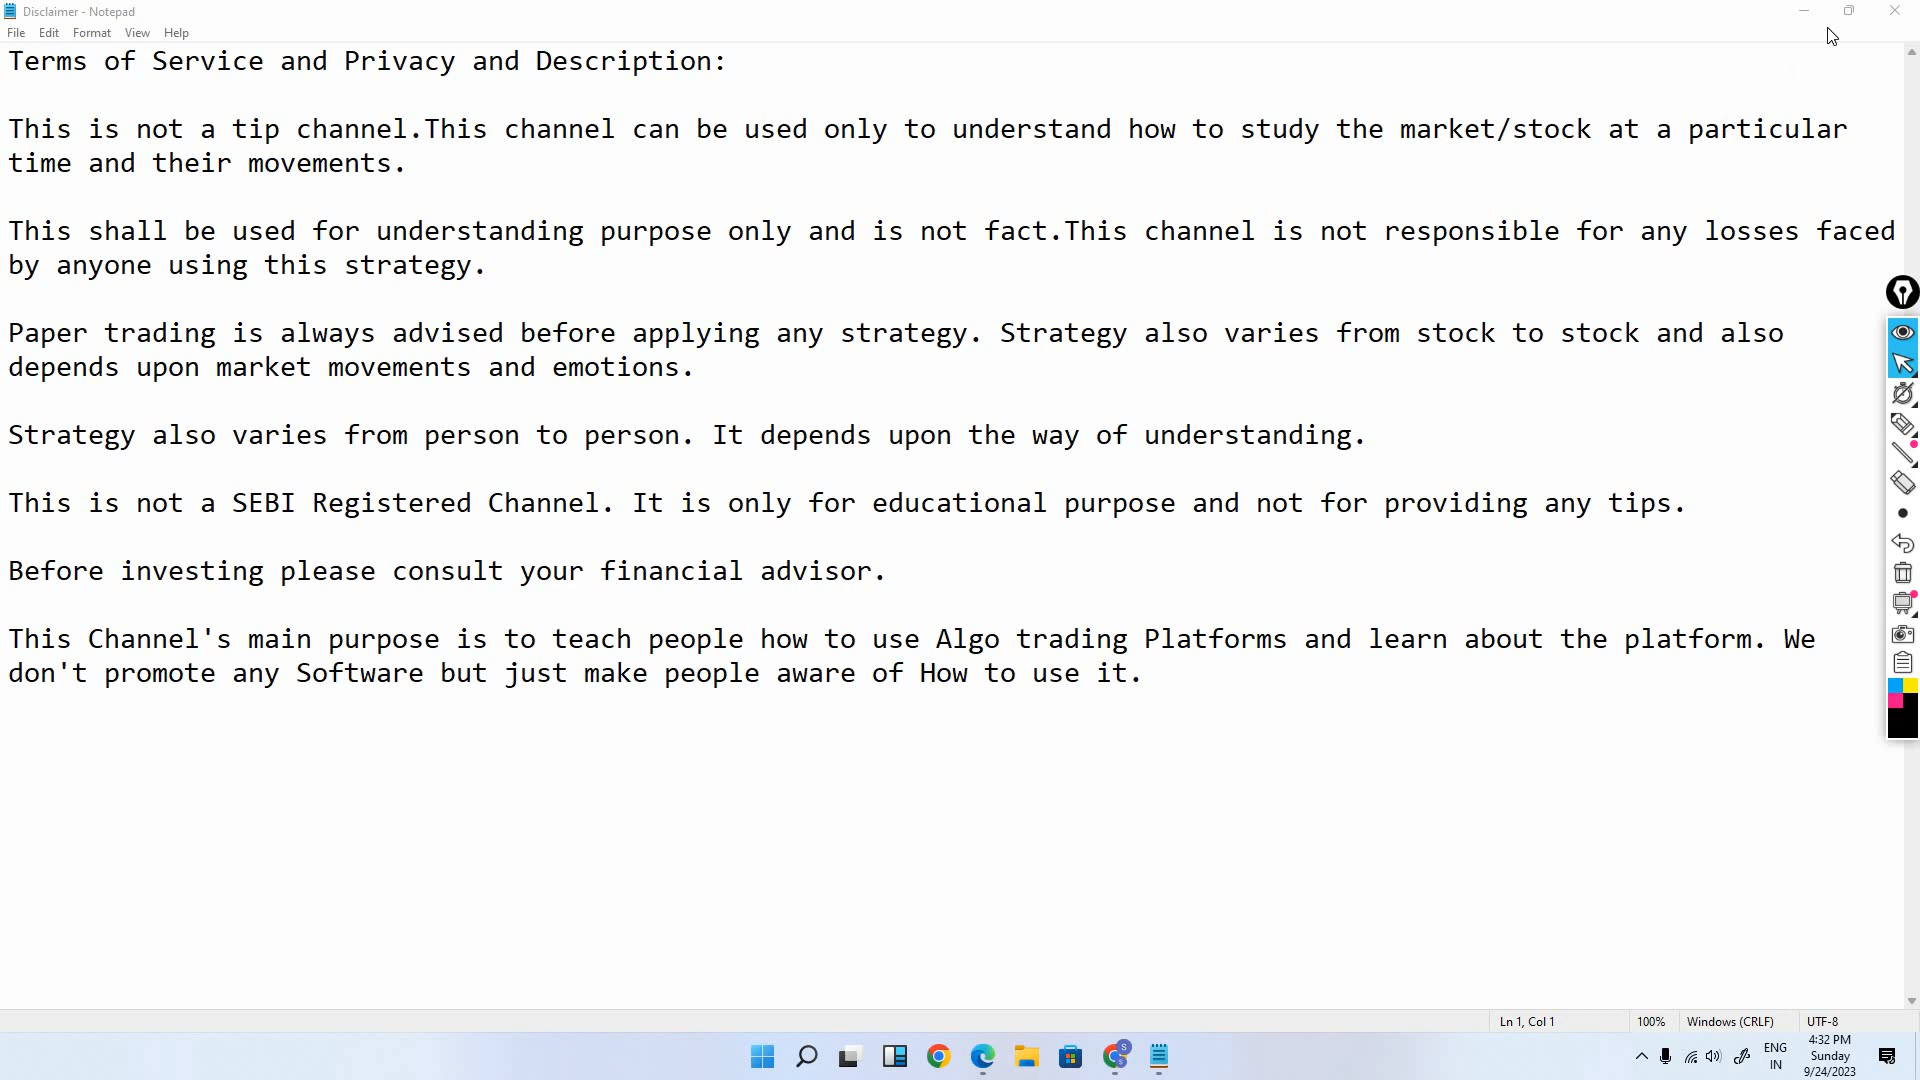 Disclaimer - Notepad
File Edit Format View Help
Terms of Service and Privacy and Description:
This is not a tip channel.This channel can be used only to understand how to study the market/stock at a particular
time and their movements.
This shall be used for understanding purpose only and is not fact.This channel is not responsible for any losses faced
by anyone using this strategy.
Paper trading is always advised before applying any strategy. Strategy also varies from stock to stock and also
depends upon market movements and emotions.
Strategy also varies from person to person. It depends upon the way of understanding.
This is not a SEBI Registered Channel. It is only for educational purpose and not for providing any tips.
Before investing please consult your financial advisor.
This Channel's main purpose is to teach people how to use Algo trading Platforms and learn about the platform. We
don't promote any Software but just make people aware of How to use it.
Ln 1, Col 1 100% Windows (CRLF) UTF-8
S
ENG
IN
4:32 PM
Sunday
9/24/2023